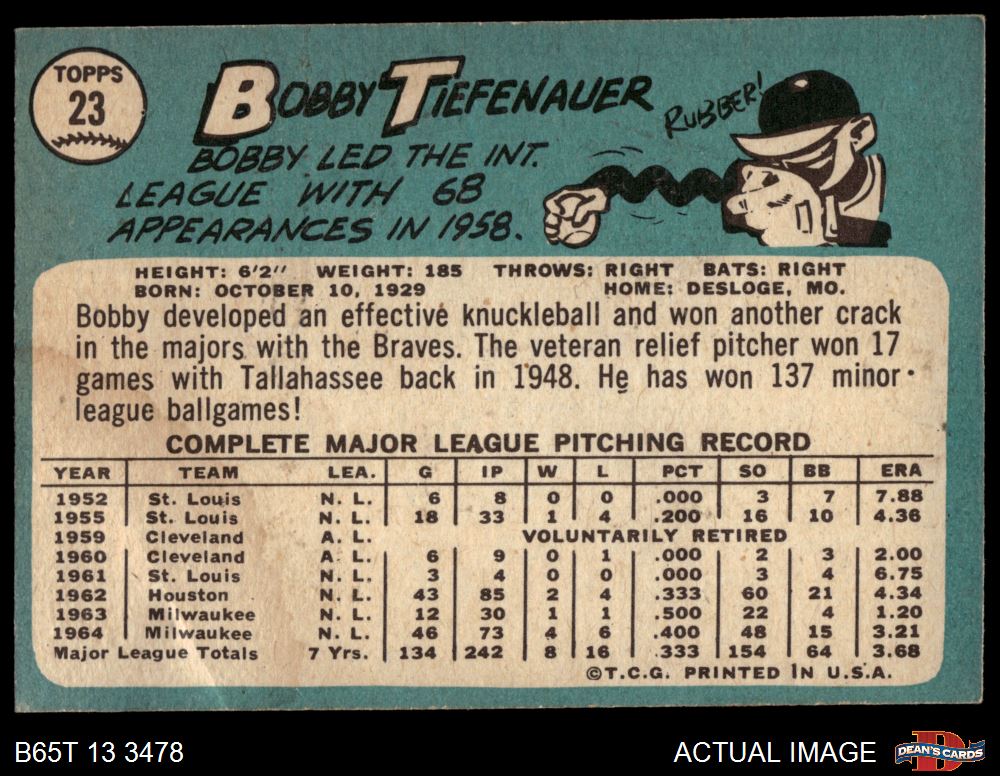 TOPPS
23
BOBBY TIEFENAUER
BOBBY LED THE INT.
LEAGUE WITH 68
APPEARANCES IN 1958.
RUBBER!
HEIGHT: 6'2" WEIGHT: 185 THROWS: RIGHT BATS: RIGHT
BORN: OCTOBER 10, 1929 HOME: DESLOGE, MO.
Bobby developed an effective knuckleball and won another crack
in the majors with the Braves. The veteran relief pitcher won 17
games with Tallahassee back in 1948. He has won 137 minor-
league ballgames!
COMPLETE MAJOR LEAGUE PITCHING RECORD
YEAR TEAM LEA. G IP W L PCT SO BB ERA
1952 St. Louis N. L. 6 8 0 0 .000 3 7 7.88
1955 St. Louis N. L. 18 33 1 4 .200 16 10 4.36
1959 Cleveland A. L. VOLUNTARILY RETIRED
1960 Cleveland A. L. 6 9 0 1 .000 2 3 2.00
1961 St. Louis N. L. 3 4 0 0 .000 3 4 6.75
1962 Houston N. L. 43 85 2 4 .333 60 21 4.34
1963 Milwaukee N. L. 12 30 1 1 .500 22 4 1.20
1964 Milwaukee N. L. 46 73 4 6 .400 48 15 3.21
Major League Totals 7 Yrs. 134 242 8 16 .333 154 64 3.68
©T.C.G. PRINTED IN U.S.A.
B65T 13 3478 ACTUAL IMAGE
DEAN'S CARDS